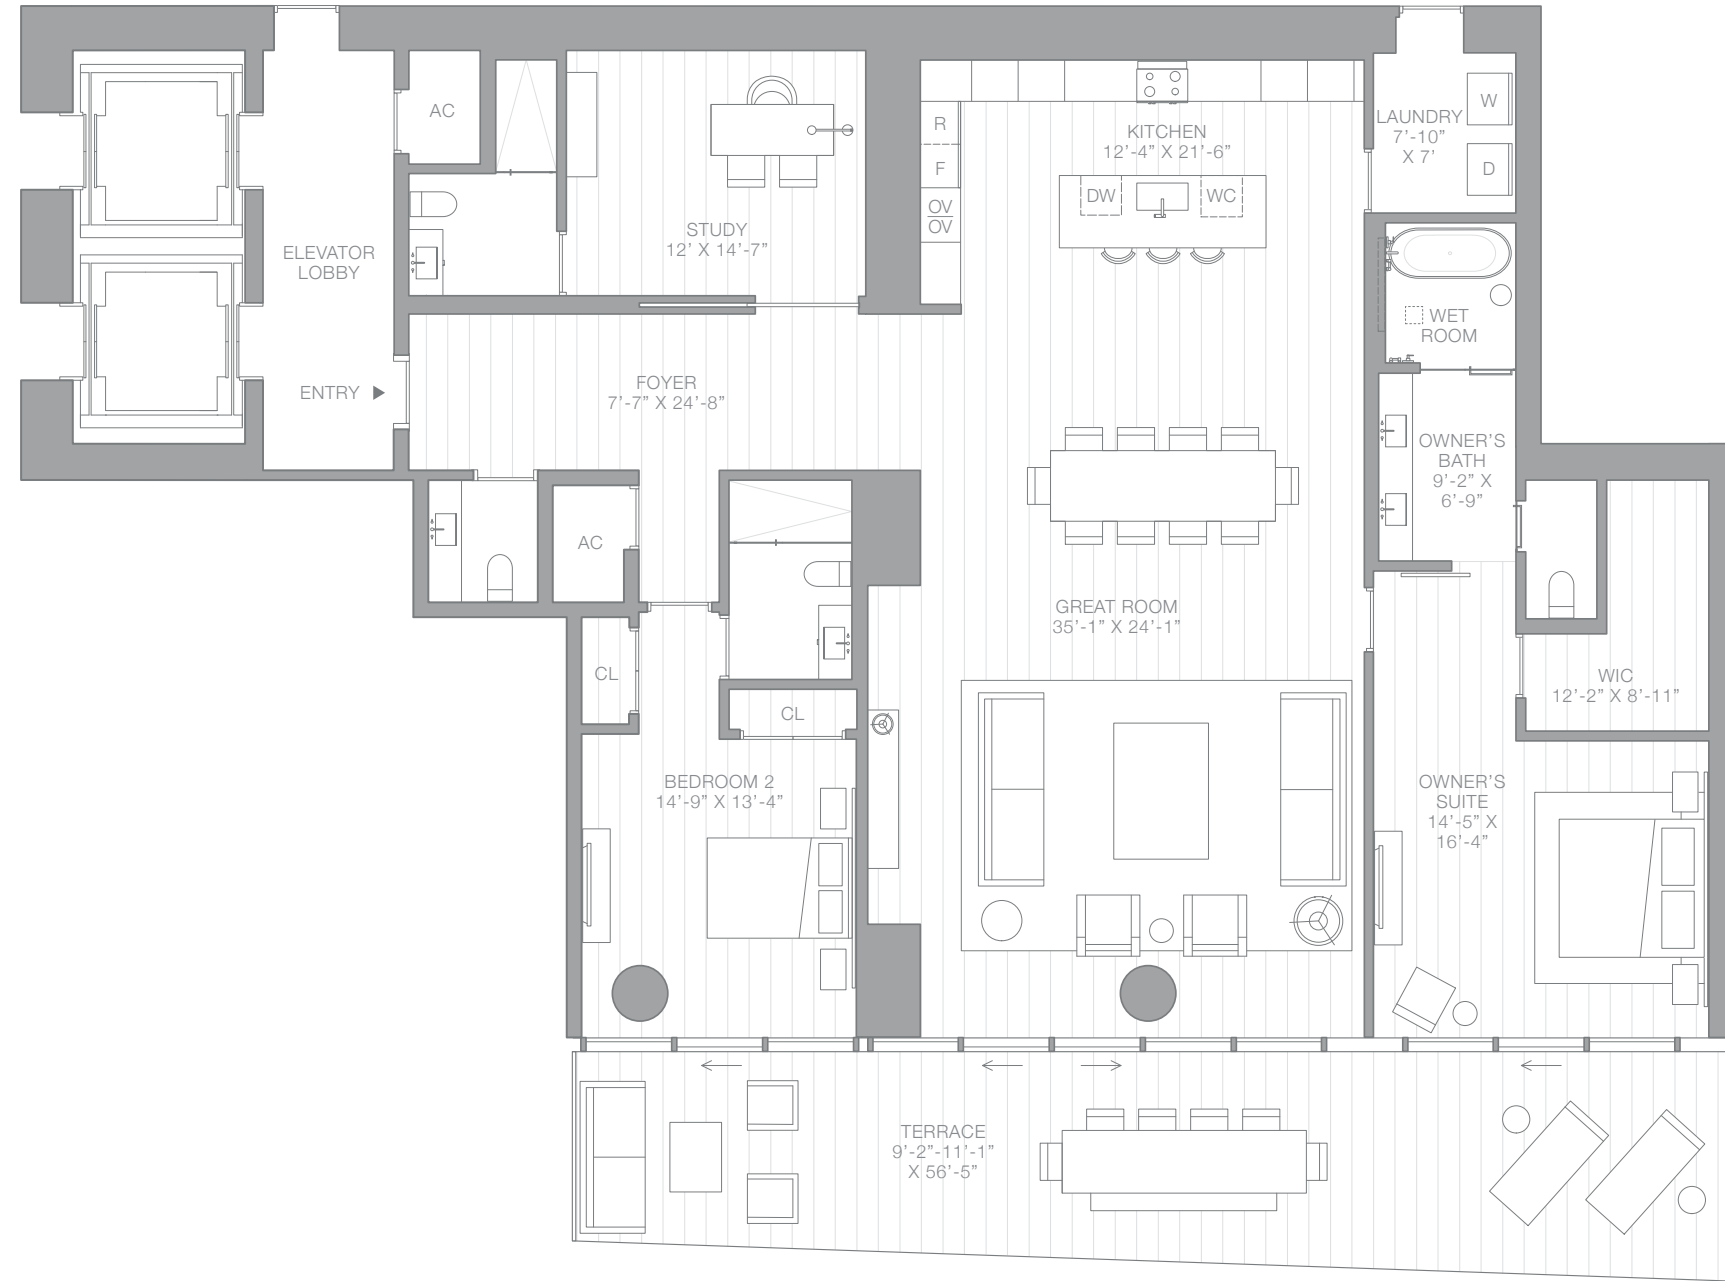 AC
W
LAUNDRY
7'-10"
X 7'
D
R
F
OV
OV
KITCHEN
12'-4" X 21'-6"
DW
WC
STUDY
12' X 14'-7"
ELEVATOR
LOBBY
WET
ROOM
ENTRY
FOYER
7'-7" X 24'-8"
OWNER'S
BATH
9'-2" X
6'-9"
AC
GREAT ROOM
35'-1" X 24'-1"
CL
WIC
12'-2" X 8'-11"
CL
BEDROOM 2
14'-9" X 13'-4"
OWNER'S
SUITE
14'-5" X
16'-4"
TERRACE
9'-2"-11'-1"
X 56'-5"